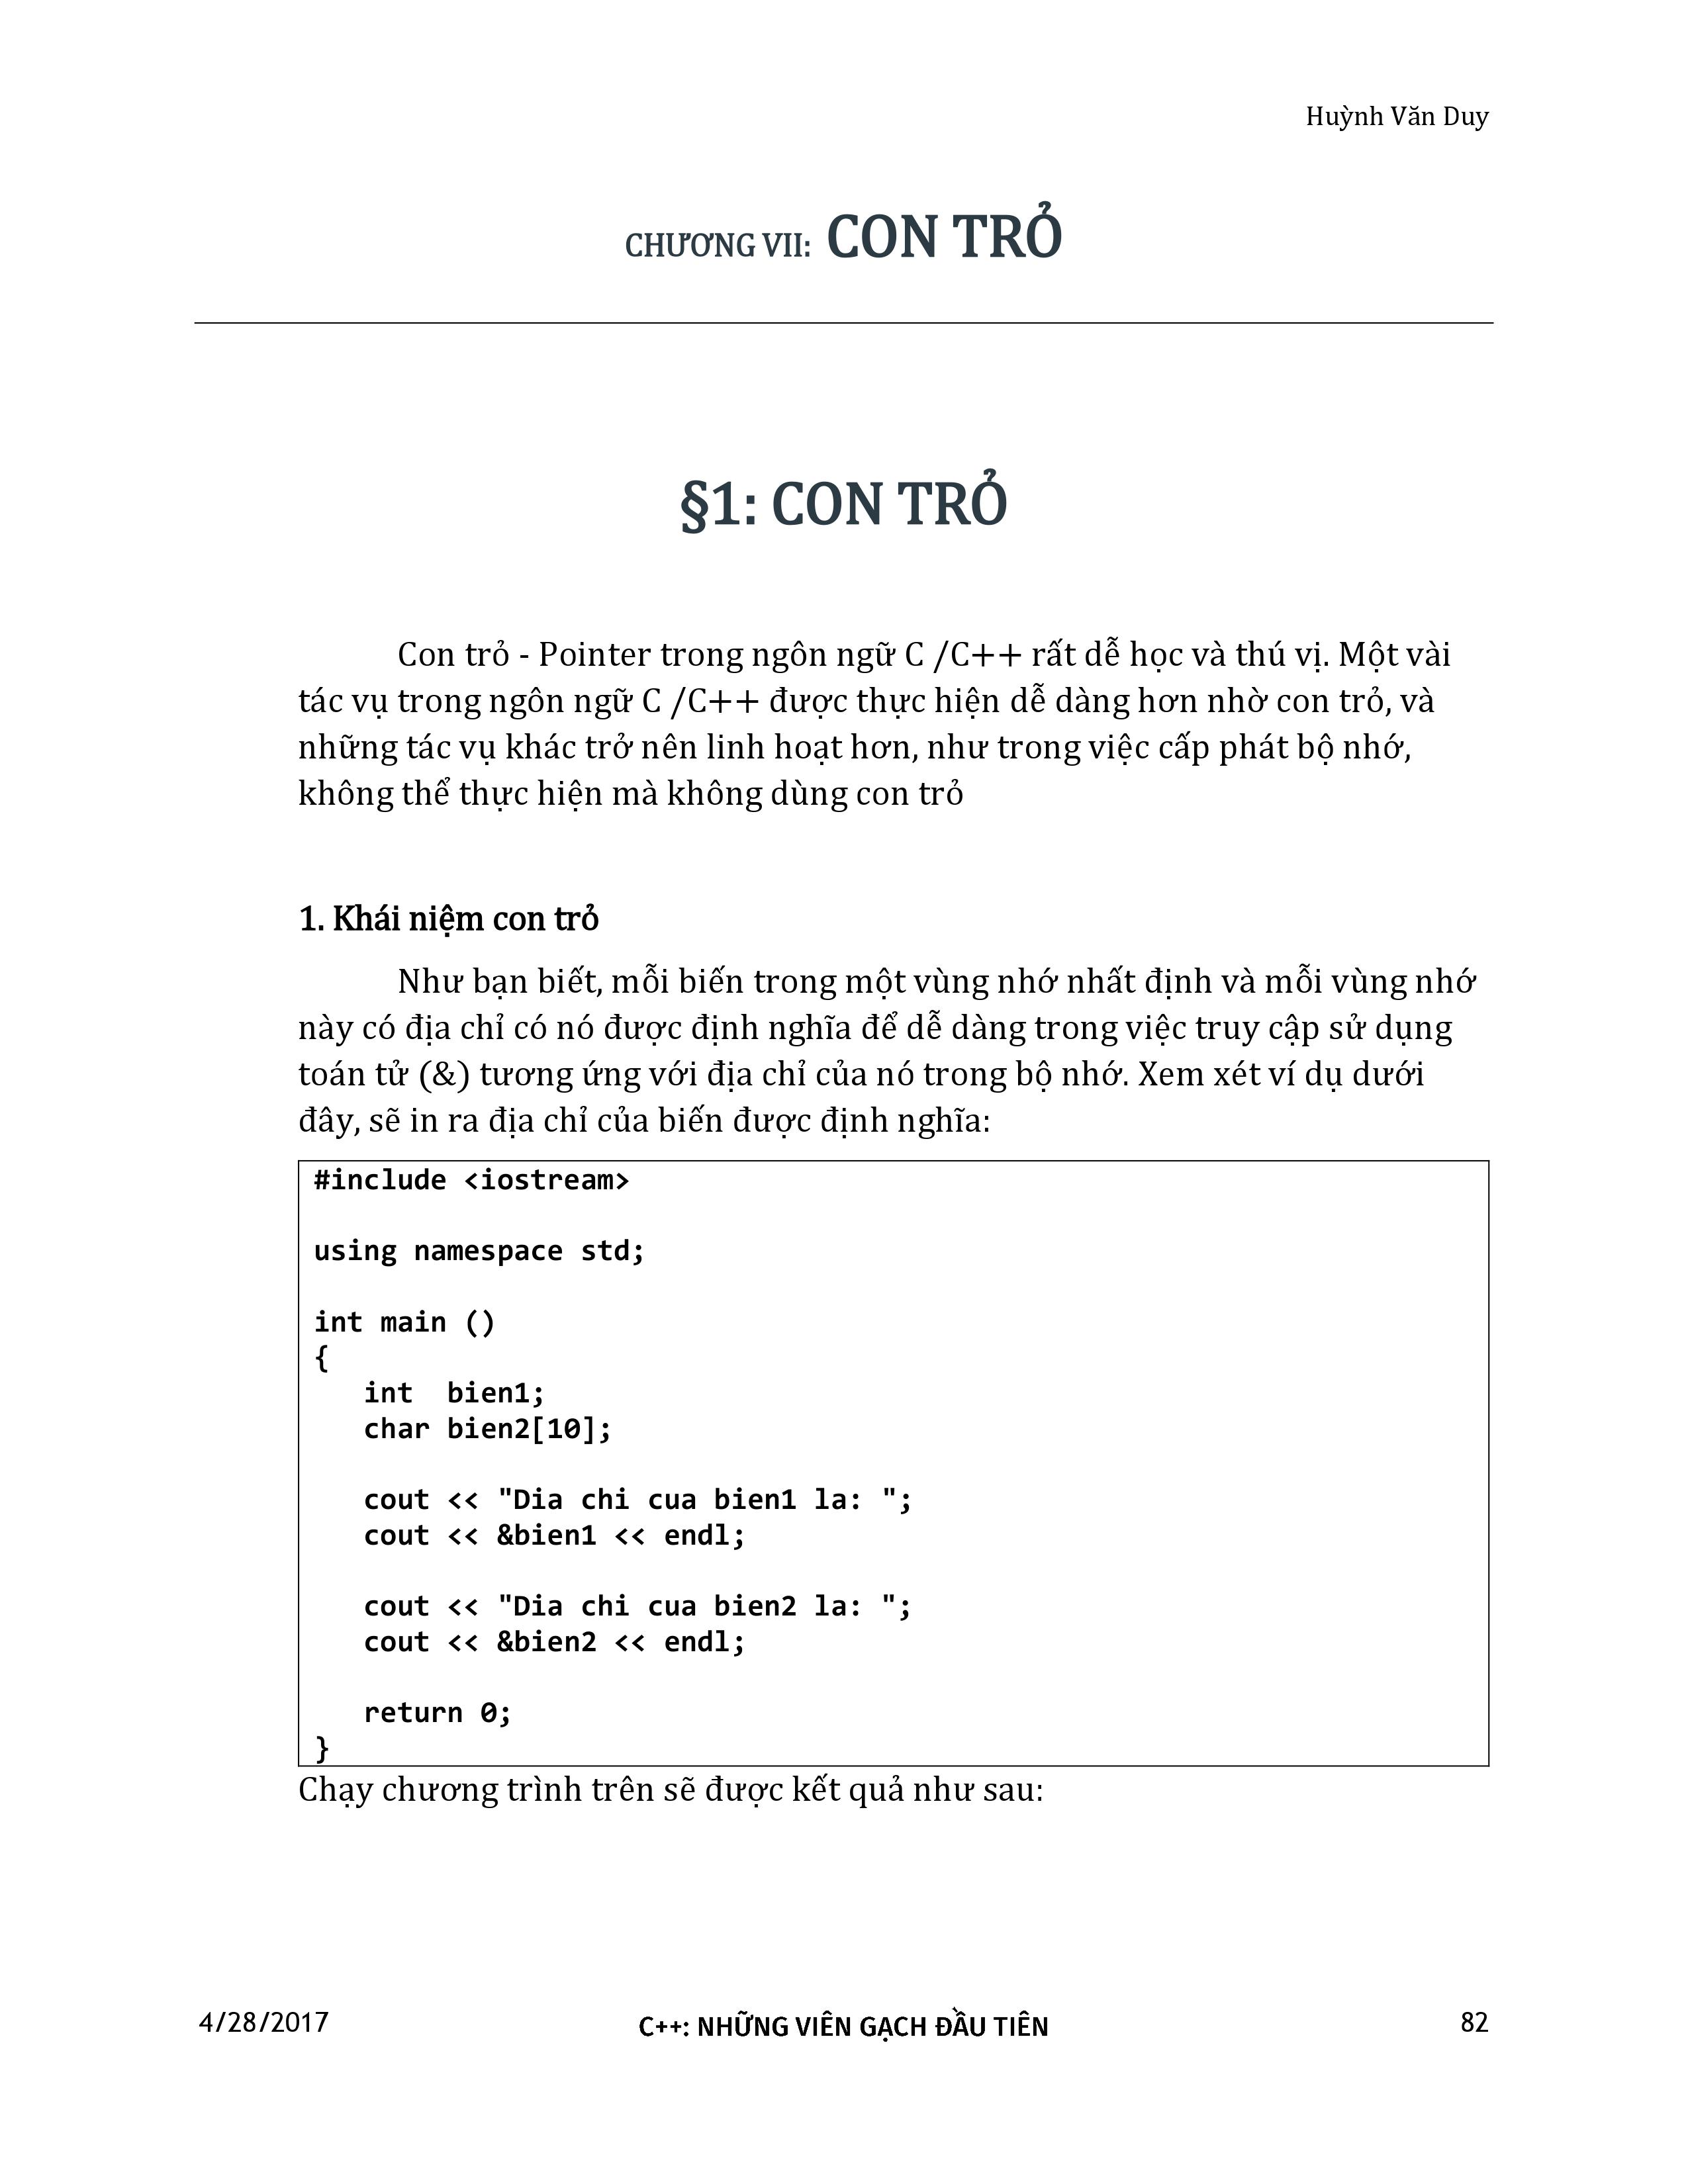 Huỳnh Văn Duy
CHƯƠNG VII: CON TRỎ
§1: CON TRỎ
Con trỏ - Pointer trong ngôn ngữ C /C++ rất dễ học và thú vị. Một vài
tác vụ trong ngôn ngữ C /C++ được thực hiện dễ dàng hơn nhờ con trỏ, và
những tác vụ khác trở nên linh hoạt hơn, như trong việc cấp phát bộ nhớ,
không thể thực hiện mà không dùng con trỏ
1. Khái niệm con trỏ
Như bạn biết, mỗi biến trong một vùng nhớ nhất định và mỗi vùng nhớ
này có địa chỉ có nó được định nghĩa để dễ dàng trong việc truy cập sử dụng
toán tử (&) tương ứng với địa chỉ của nó trong bộ nhớ. Xem xét ví dụ dưới
đây, sẽ in ra địa chỉ của biến được định nghĩa:
#include <iostream>
using namespace std;
int main ()
{
   int  bien1;
   char bien2[10];
   cout << "Dia chi cua bien1 la: ";
   cout << &bien1 << endl;
   cout << "Dia chi cua bien2 la: ";
   cout << &bien2 << endl;
   return 0;
}
Chạy chương trình trên sẽ được kết quả như sau:
4/28/2017 C++: NHỮNG VIÊN GẠCH ĐẦU TIÊN 82